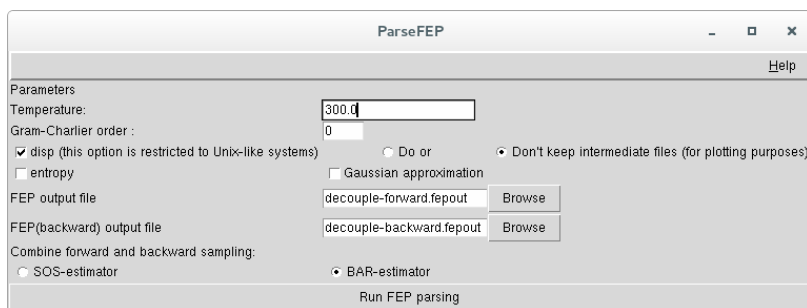 ParseFEP
Help
Parameters
Temperature: 300.0
Gram-Charlier order : 0
disp (this option is restricted to Unix-like systems) Do or Don't keep intermediate files (for plotting purposes)
entropy Gaussian approximation
FEP output file decouple-forward.fepout Browse
FEP(backward) output file decouple-backward.fepout Browse
Combine forward and backward sampling:
SOS-estimator BAR-estimator
Run FEP parsing